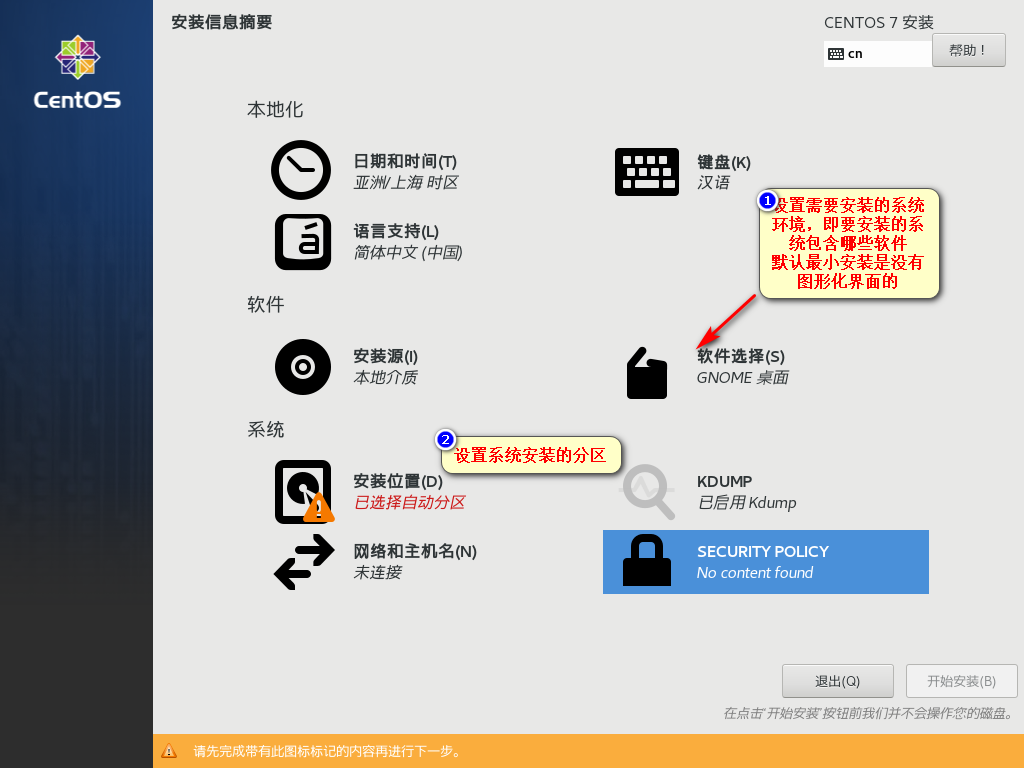 安装信息摘要
CENTOS 7 安装
cn
帮助！
CentOS
本地化
日期和时间(T)
亚洲/上海 时区
键盘(K)
汉语
1
设置需要安装的系统
环境，即要安装的系
统包含哪些软件
默认最小安装是没有
图形化界面的
语言支持(L)
简体中文 (中国)
软件
安装源(I)
本地介质
软件选择(S)
GNOME 桌面
系统
2
设置系统安装的分区
安装位置(D)
已选择自动分区
KDUMP
已启用 Kdump
网络和主机名(N)
未连接
SECURITY POLICY
No content found
退出(Q)
开始安装(B)
在点击'开始安装'按钮前我们并不会操作您的磁盘。
请先完成带有此图标标记的内容再进行下一步。